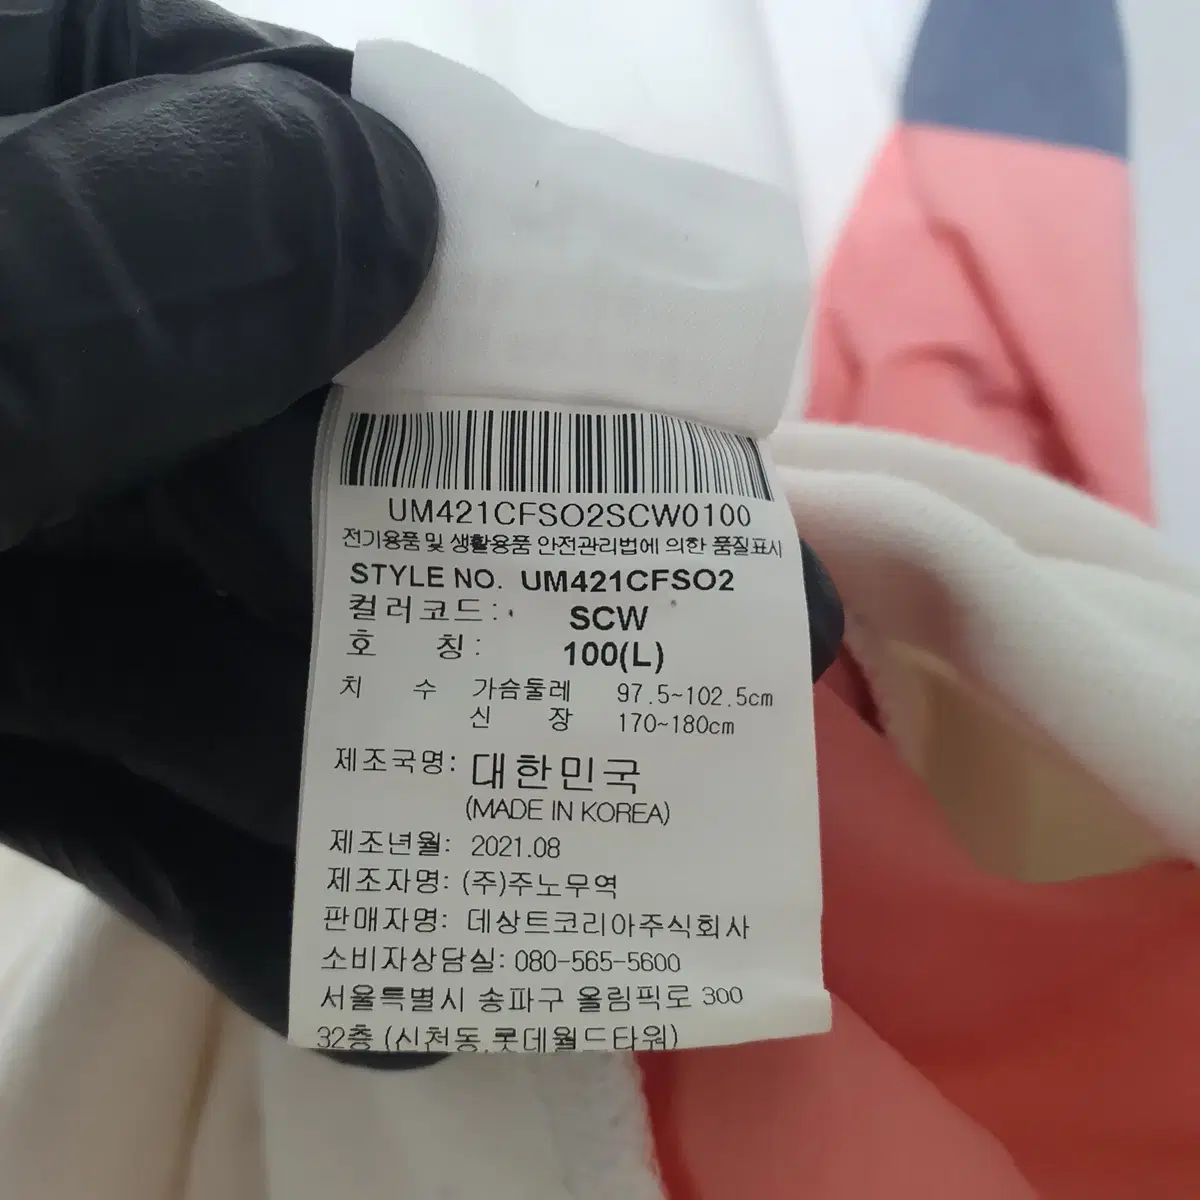 UM421CFSO2SCW0100
전기용품 및 생활용품 안전관리법에 의한 품질표시
STYLE NO. UM421CFSO2
컬러코드: SCW
호 칭: 100(L)
치 수 가슴둘레 97.5~102.5cm
신 장 170~180cm
제조국명: 대한민국
(MADE IN KOREA)
제조년월: 2021.08
제조자명: (주)주노무역
판매자명: 데상트코리아주식회사
소비자상담실: 080-565-5600
서울특별시 송파구 올림픽로 300
32층 (신천동,롯데월드타워)